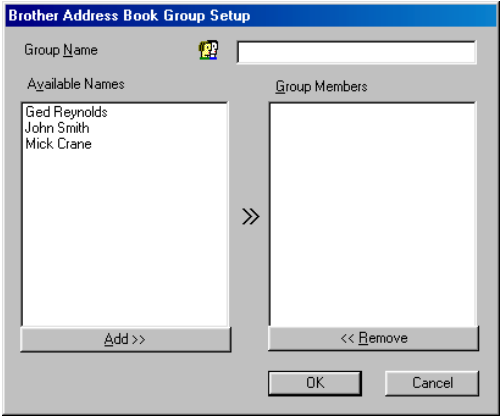 Brother Address Book Group Setup
Group Name
Available Names
Group Members
Ged Reynolds
John Smith
Mick Crane
Add >>
<< Remove
OK
Cancel